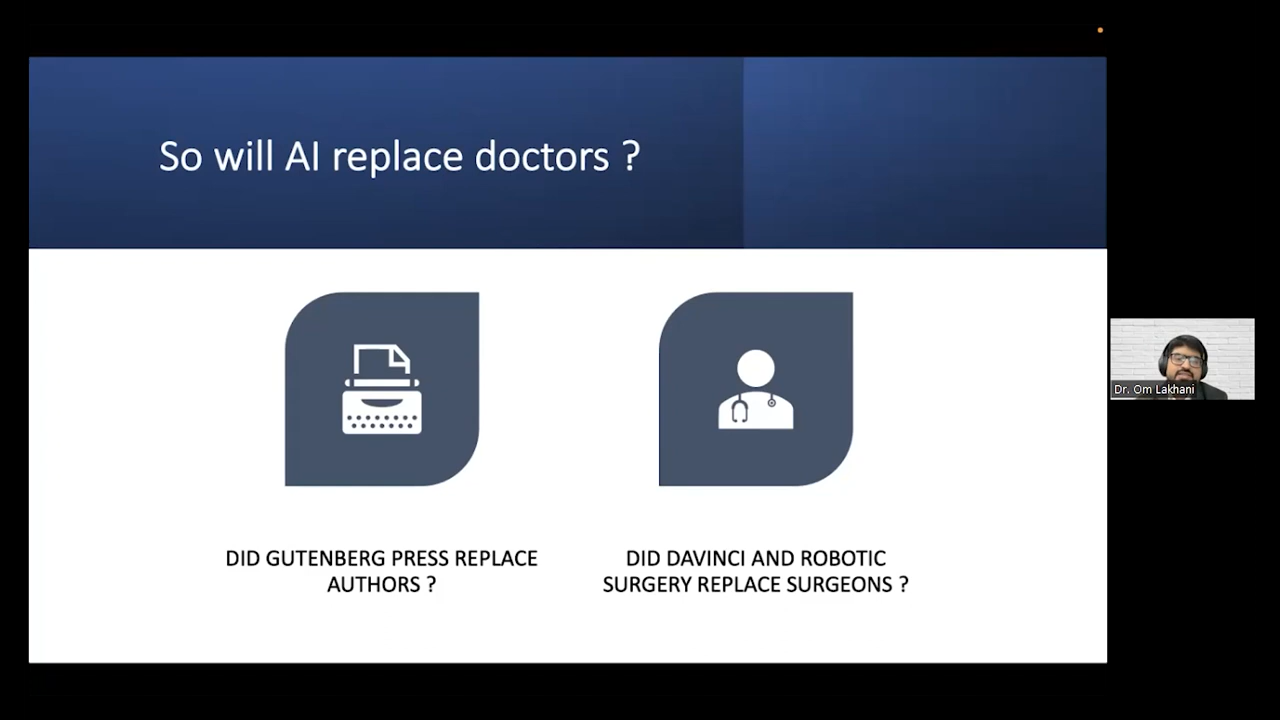 So will AI replace doctors ?
DID GUTENBERG PRESS REPLACE
AUTHORS ?
DID DAVINCI AND ROBOTIC
SURGERY REPLACE SURGEONS ?
Dr. Om Lakhani